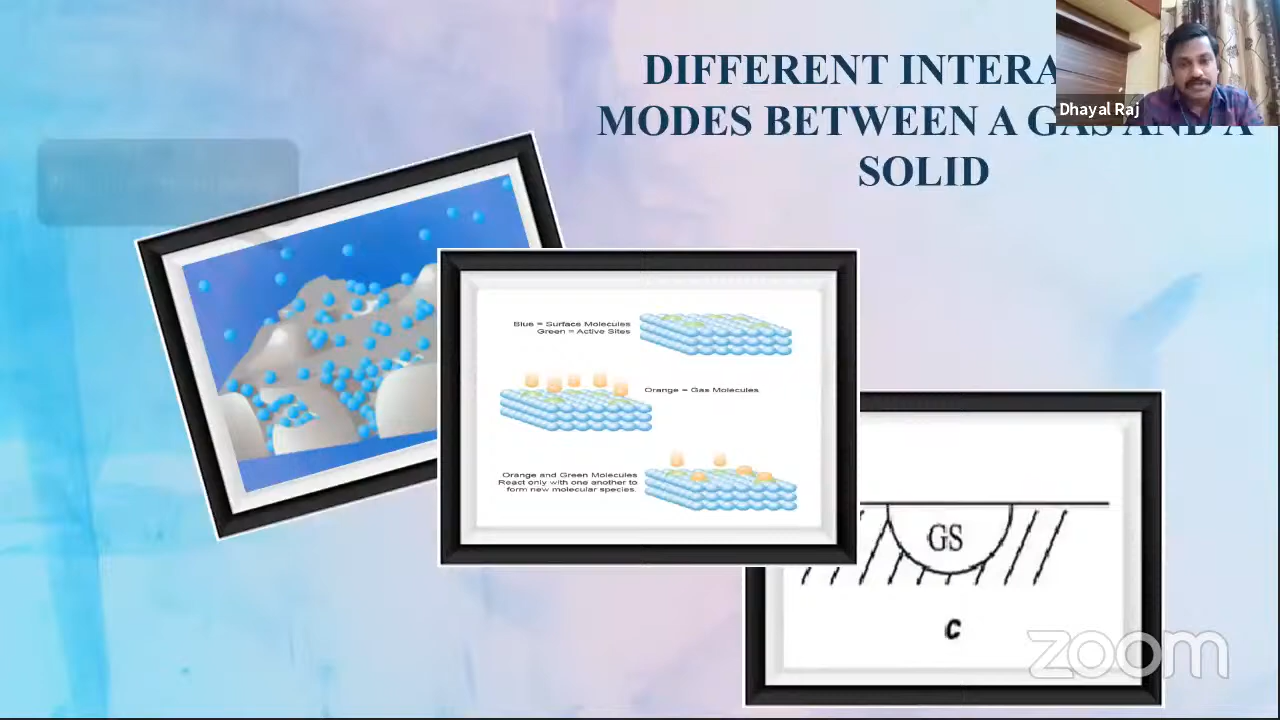 DIFFERENT INTERA
MODES BETWEEN A GAS AND A
SOLID
Dhayal Raj
Blue = Surface Molecules
Green = Active Sites
Orange = Gas Molecules
Orange and Green Molecules
React only with one another to
form new molecular species.
GS
c
zoom